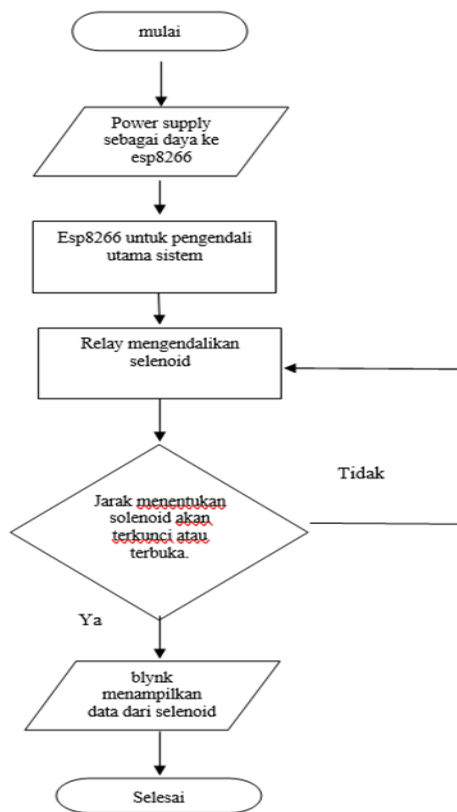 mulai
Power supply
sebagai daya ke
esp8266
Esp8266 untuk pengendali
utama sistem
Relay mengendalikan
selenoid
Jarak menentukan
solenoid akan
terkunci atau
terbuka.
Tidak
Ya
blynk
menampilkan
data dari selenoid
Selesai